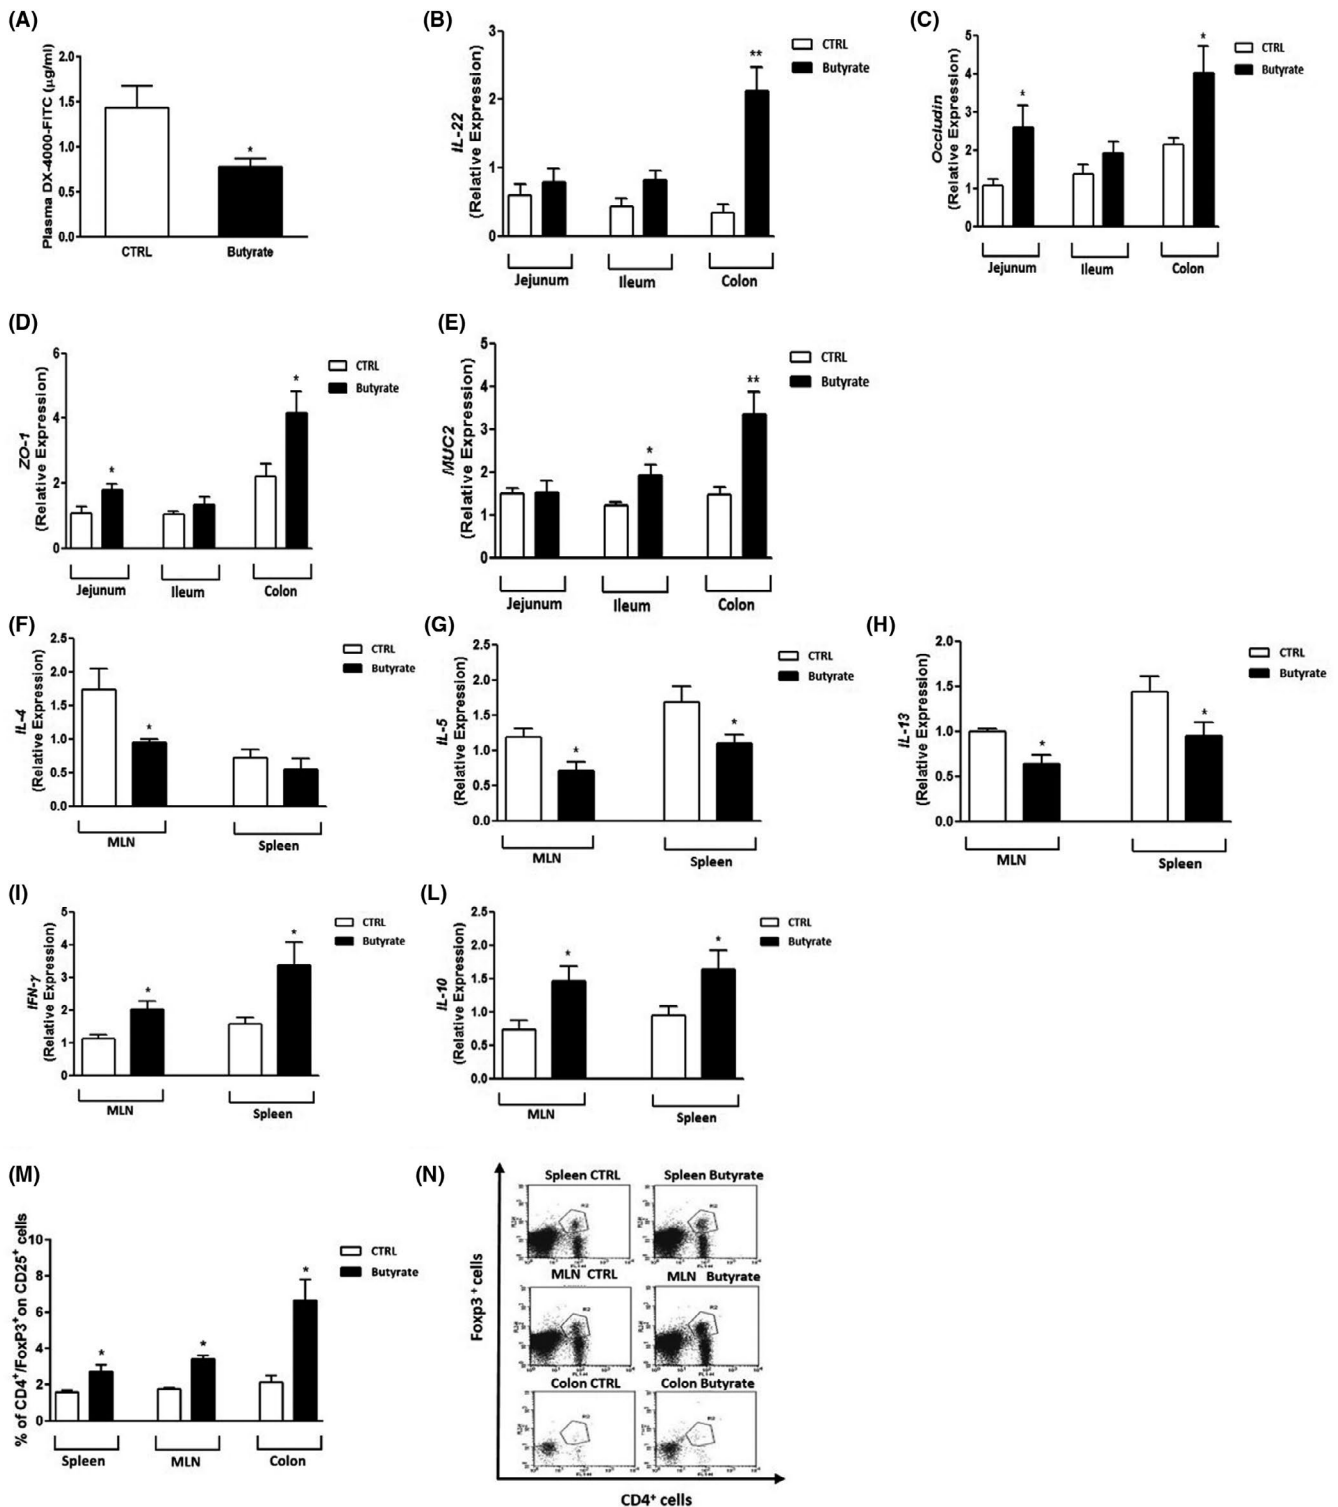 (A)
Plasma DX-4000-FITC (µg/ml)
2.0
1.5
1.0
0.5
0.0
*
CTRL
Butyrate
(B)
IL-22
(Relative Expression)
3
2
1
0
**
CTRL
Butyrate
Jejunum
Ileum
Colon
(C)
Occludin
(Relative Expression)
5
4
3
2
1
0
*
*
CTRL
Butyrate
Jejunum
Ileum
Colon
(D)
ZO-1
(Relative Expression)
6
4
2
0
*
*
CTRL
Butyrate
Jejunum
Ileum
Colon
(E)
MUC2
(Relative Expression)
5
4
3
2
1
0
*
**
CTRL
Butyrate
Jejunum
Ileum
Colon
(F)
IL-4
(Relative Expression)
2.5
2.0
1.5
1.0
0.5
0.0
*
CTRL
Butyrate
MLN
Spleen
(G)
IL-5
(Relative Expression)
2.5
2.0
1.5
1.0
0.5
0.0
*
*
CTRL
Butyrate
MLN
Spleen
(H)
IL-13
(Relative Expression)
2.0
1.5
1.0
0.5
0.0
*
*
CTRL
Butyrate
MLN
Spleen
(I)
IFN-γ
(Relative Expression)
5
4
3
2
1
0
*
*
CTRL
Butyrate
MLN
Spleen
(L)
IL-10
(Relative Expression)
2.5
2.0
1.5
1.0
0.5
0.0
*
*
CTRL
Butyrate
MLN
Spleen
(M)
% of CD4⁺/FoxP3⁺ on CD25⁺ cells
10
8
6
4
2
0
*
*
*
CTRL
Butyrate
Spleen
MLN
Colon
(N)
Foxp3 ⁺ cells
Spleen CTRL
Spleen Butyrate
R2
R2
MLN CTRL
MLN Butyrate
R2
R2
Colon CTRL
Colon Butyrate
R2
R2
CD4⁺ cells